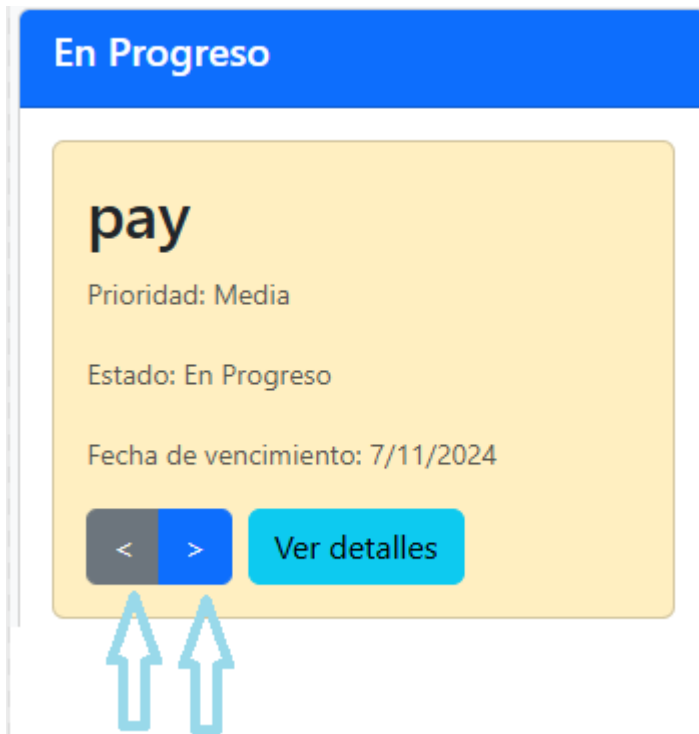 En Progreso
pay
Prioridad: Media
Estado: En Progreso
Fecha de vencimiento: 7/11/2024
< > Ver detalles